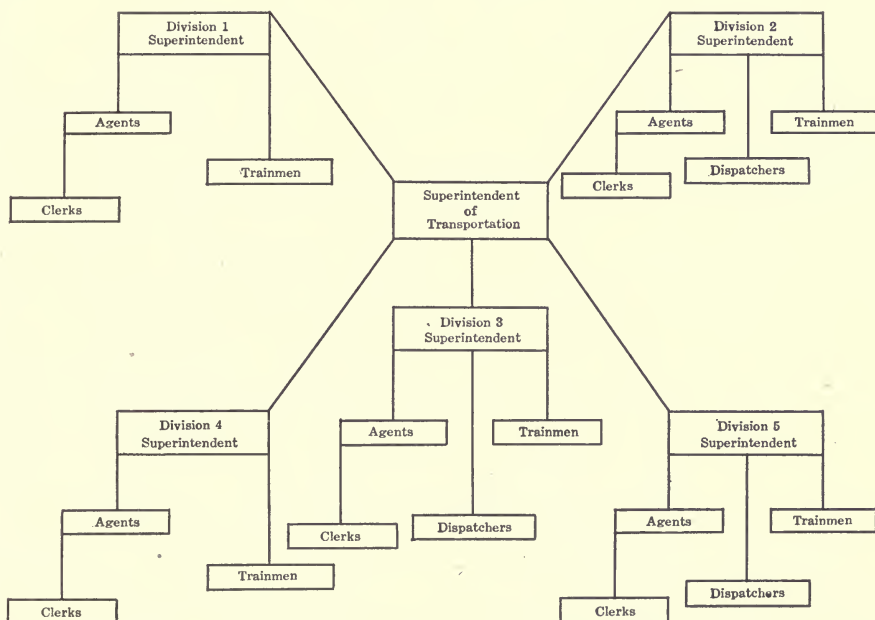 Division 1
Superintendent
Agents
Trainmen
Clerks
Division 2
Superintendent
Agents
Trainmen
Dispatchers
Clerks
Superintendent
of
Transportation
Division 3
Superintendent
Agents
Trainmen
Clerks
Dispatchers
Division 4
Superintendent
Agents
Trainmen
Clerks
Division 5
Superintendent
Agents
Trainmen
Dispatchers
Clerks